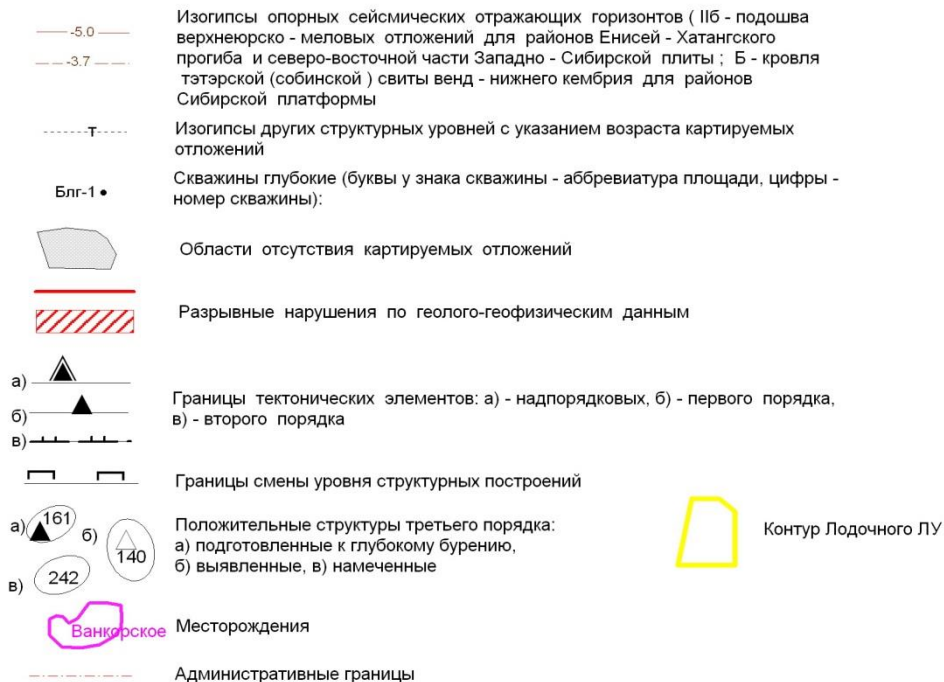 -5.0
-3.7
Изогипсы опорных сейсмических отражающих горизонтов ( IIб - подошва
верхнеюрско - меловых отложений для районов Енисей - Хатангского
прогиба и северо-восточной части Западно - Сибирской плиты ; Б - кровля
тэтэрской (собинской ) свиты венд - нижнего кембрия для районов
Сибирской платформы
Т
Изогипсы других структурных уровней с указанием возраста картируемых
отложений
Блг-1
Скважины глубокие (буквы у знака скважины - аббревиатура площади, цифры -
номер скважины):
Области отсутствия картируемых отложений
Разрывные нарушения по геолого-геофизическим данным
а)
б)
в)
Границы тектонических элементов: а) - надпорядковых, б) - первого порядка,
в) - второго порядка
Границы смены уровня структурных построений
а) 161
б) 140
в) 242
Положительные структуры третьего порядка:
а) подготовленные к глубокому бурению,
б) выявленные, в) намеченные
Контур Лодочного ЛУ
Ванкорское
Месторождения
Административные границы